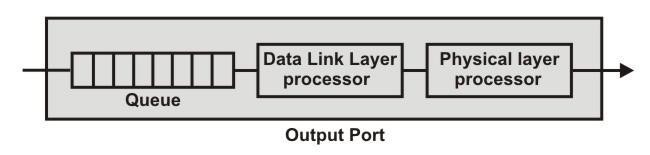 Data Link Layer
processor
Physical layer
processor
Queue
Output Port